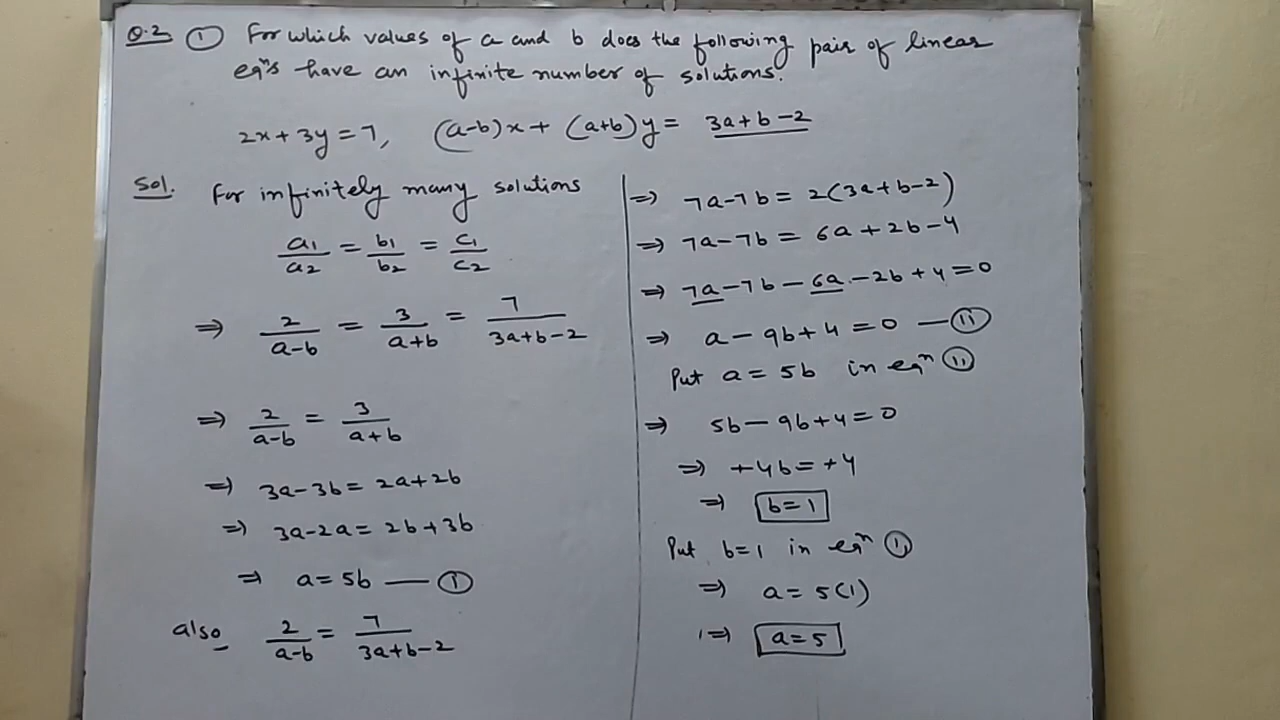 Q.2 ① For which values of a and b does the following pair of linear
eqⁿs have an infinite number of solutions.
2x+3y=7, (a-b)x+(a+b)y= 3a+b-2
Sol. For infinitely many solutions
a₁/a₂ = b₁/b₂ = c₁/c₂
⇒ 2/(a-b) = 3/(a+b) = 7/(3a+b-2)
⇒ 2/(a-b) = 3/(a+b)
⇒ 3a-3b=2a+2b
⇒ 3a-2a=2b+3b
⇒ a=5b — ①
also, 2/(a-b) = 7/(3a+b-2)
⇒ 7a-7b=2(3a+b-2)
⇒ 7a-7b=6a+2b-4
⇒ 7a-7b-6a-2b+4=0
⇒ a-9b+4=0 — ⑪
Put a=5b in eqⁿ ⑪
⇒ 5b-9b+4=0
⇒ +4b=+4
⇒ b=1
Put b=1 in eqⁿ ①
⇒ a=5(1)
⇒ a=5